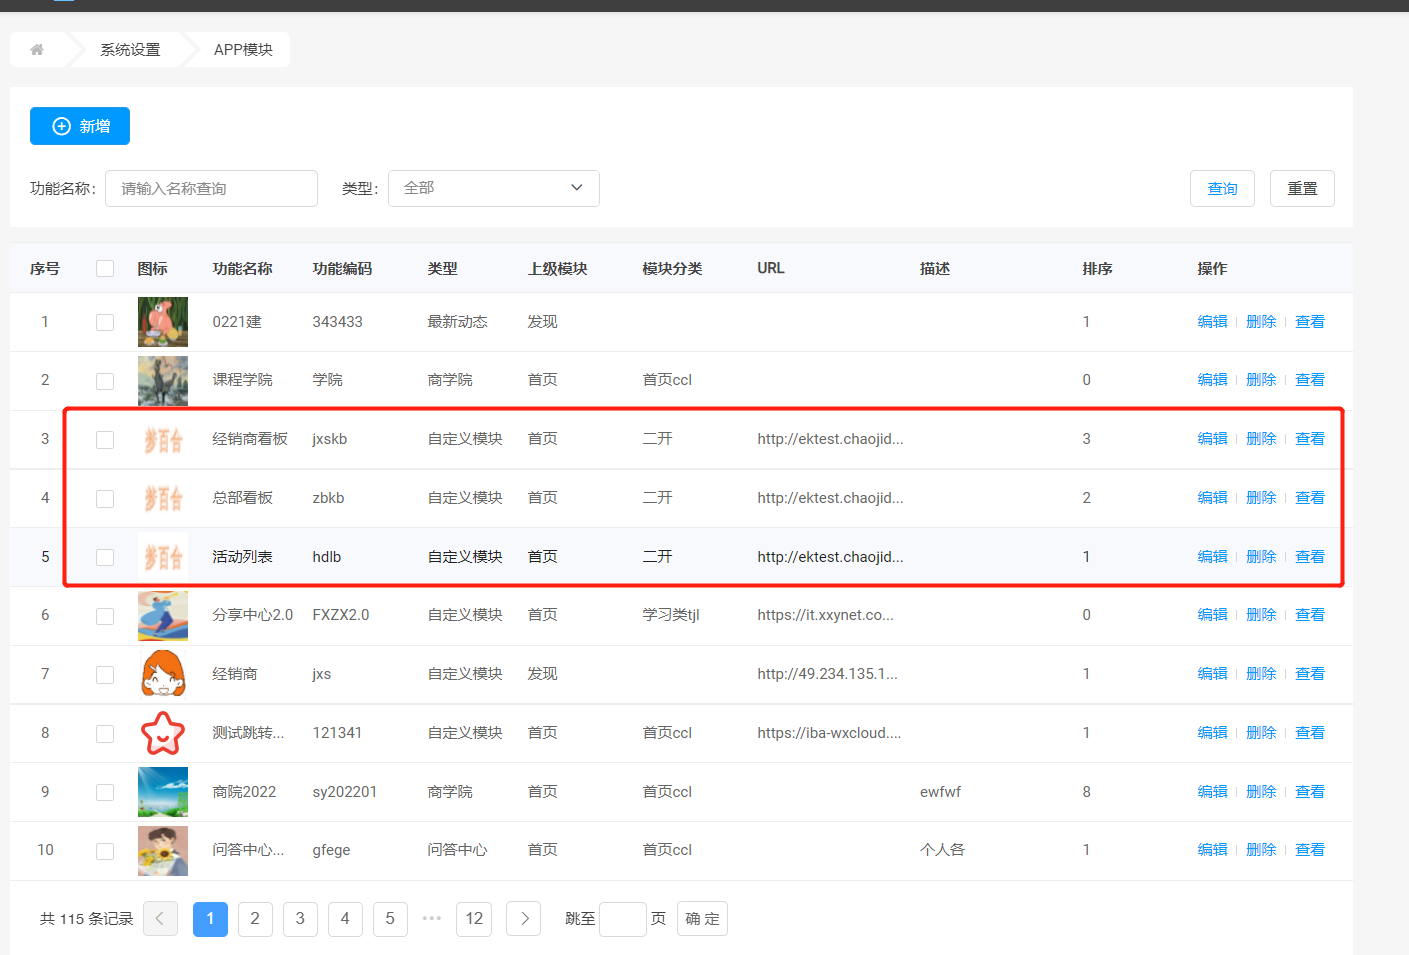 系统设置 APP模块
新增
功能名称： 请输入名称查询 类型： 全部 查询 重置
序号 图标 功能名称 功能编码 类型 上级模块 模块分类 URL 描述 排序 操作
1 0221建 343433 最新动态 发现 1 编辑 删除 查看
2 课程学院 学院 商学院 首页 首页ccl 0 编辑 删除 查看
3 爹百合 经销商看板 jxskb 自定义模块 首页 二开 http://ektest.chaojid... 3 编辑 删除 查看
4 爹百合 总部看板 zbkb 自定义模块 首页 二开 http://ektest.chaojid... 2 编辑 删除 查看
5 爹百合 活动列表 hdlb 自定义模块 首页 二开 http://ektest.chaojid... 1 编辑 删除 查看
6 分享中心2.0 FXZX2.0 自定义模块 首页 学习类tjl https://it.xxynet.co... 0 编辑 删除 查看
7 经销商 jxs 自定义模块 发现 http://49.234.135.1... 1 编辑 删除 查看
8 测试跳转... 121341 自定义模块 首页 首页ccl https://iba-wxcloud.... 1 编辑 删除 查看
9 商院2022 sy202201 商学院 首页 首页ccl ewfwf 8 编辑 删除 查看
10 问答中心... gfege 问答中心 首页 首页ccl 个人各 1 编辑 删除 查看
共 115 条记录 1 2 3 4 5 ••• 12 跳至 页 确 定